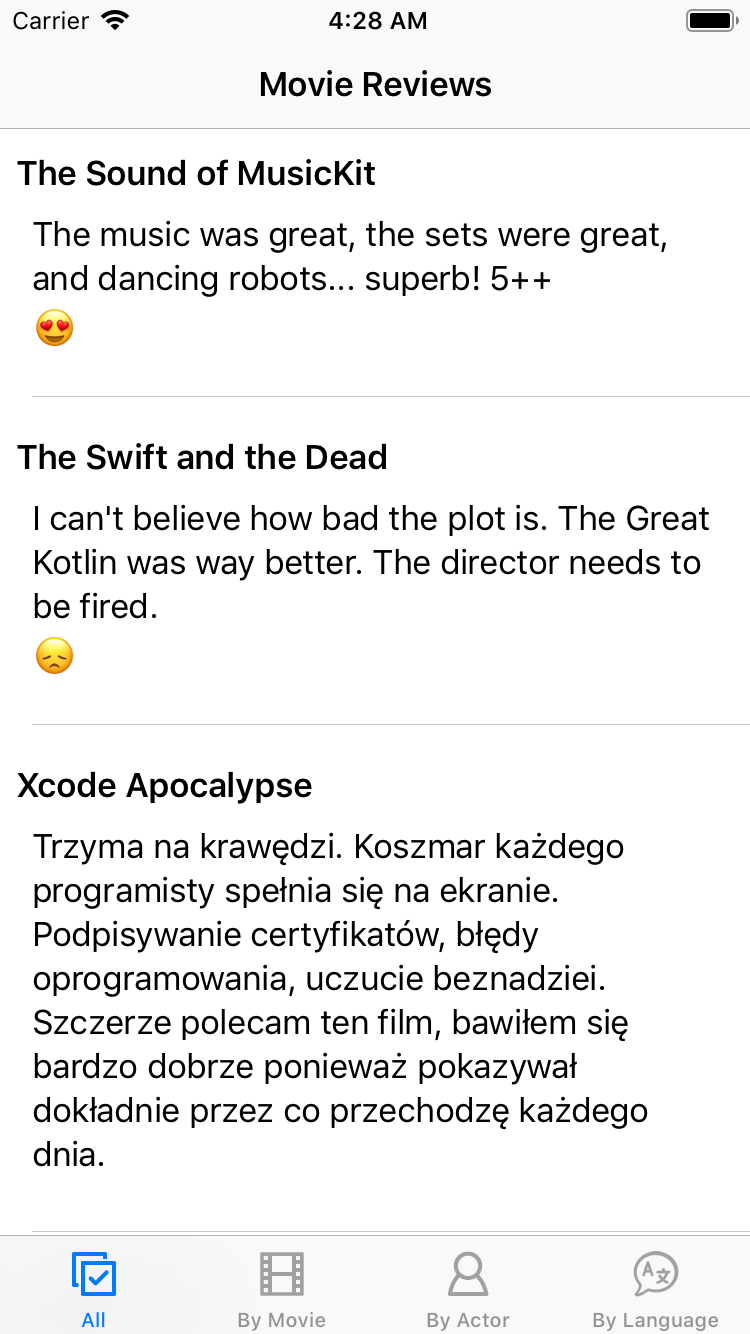 Carrier 4:28 AM
Movie Reviews
The Sound of MusicKit
The music was great, the sets were great,
and dancing robots... superb! 5++
😍
The Swift and the Dead
I can't believe how bad the plot is. The Great
Kotlin was way better. The director needs to
be fired.
😞
Xcode Apocalypse
Trzyma na krawędzi. Koszmar każdego
programisty spełnia się na ekranie.
Podpisywanie certyfikatów, błędy
oprogramowania, uczucie beznadziei.
Szczerze polecam ten film, bawiłem się
bardzo dobrze ponieważ pokazywał
dokładnie przez co przechodzę każdego
dnia.
A 文
All By Movie By Actor By Language